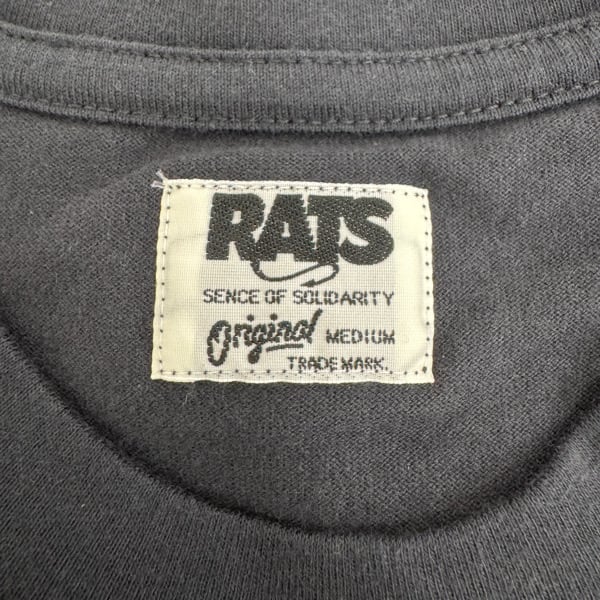 RATS
SENCE OF SOLIDARITY
Original MEDIUM
TRADE MARK.